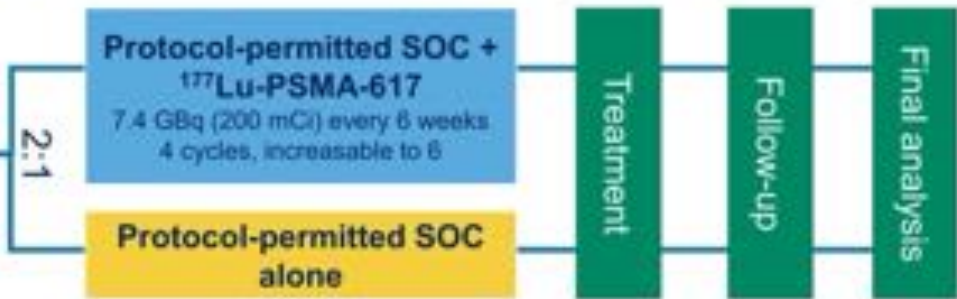 2:1
Protocol-permitted SOC +
¹⁷⁷Lu-PSMA-617
7.4 GBq (200 mCi) every 6 weeks
4 cycles, increasable to 6
Protocol-permitted SOC
alone
Treatment
Follow-up
Final analysis